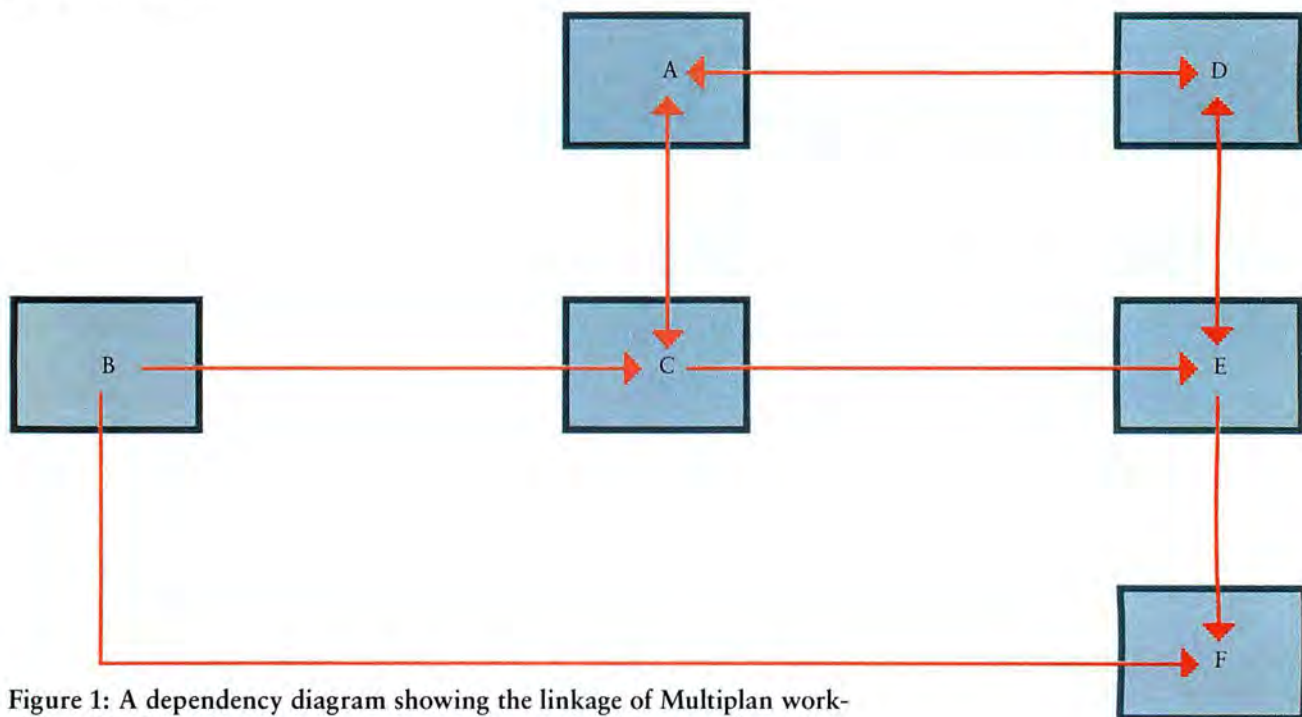 A
D
B
C
E
F
Figure 1: A dependency diagram showing the linkage of Multiplan work-